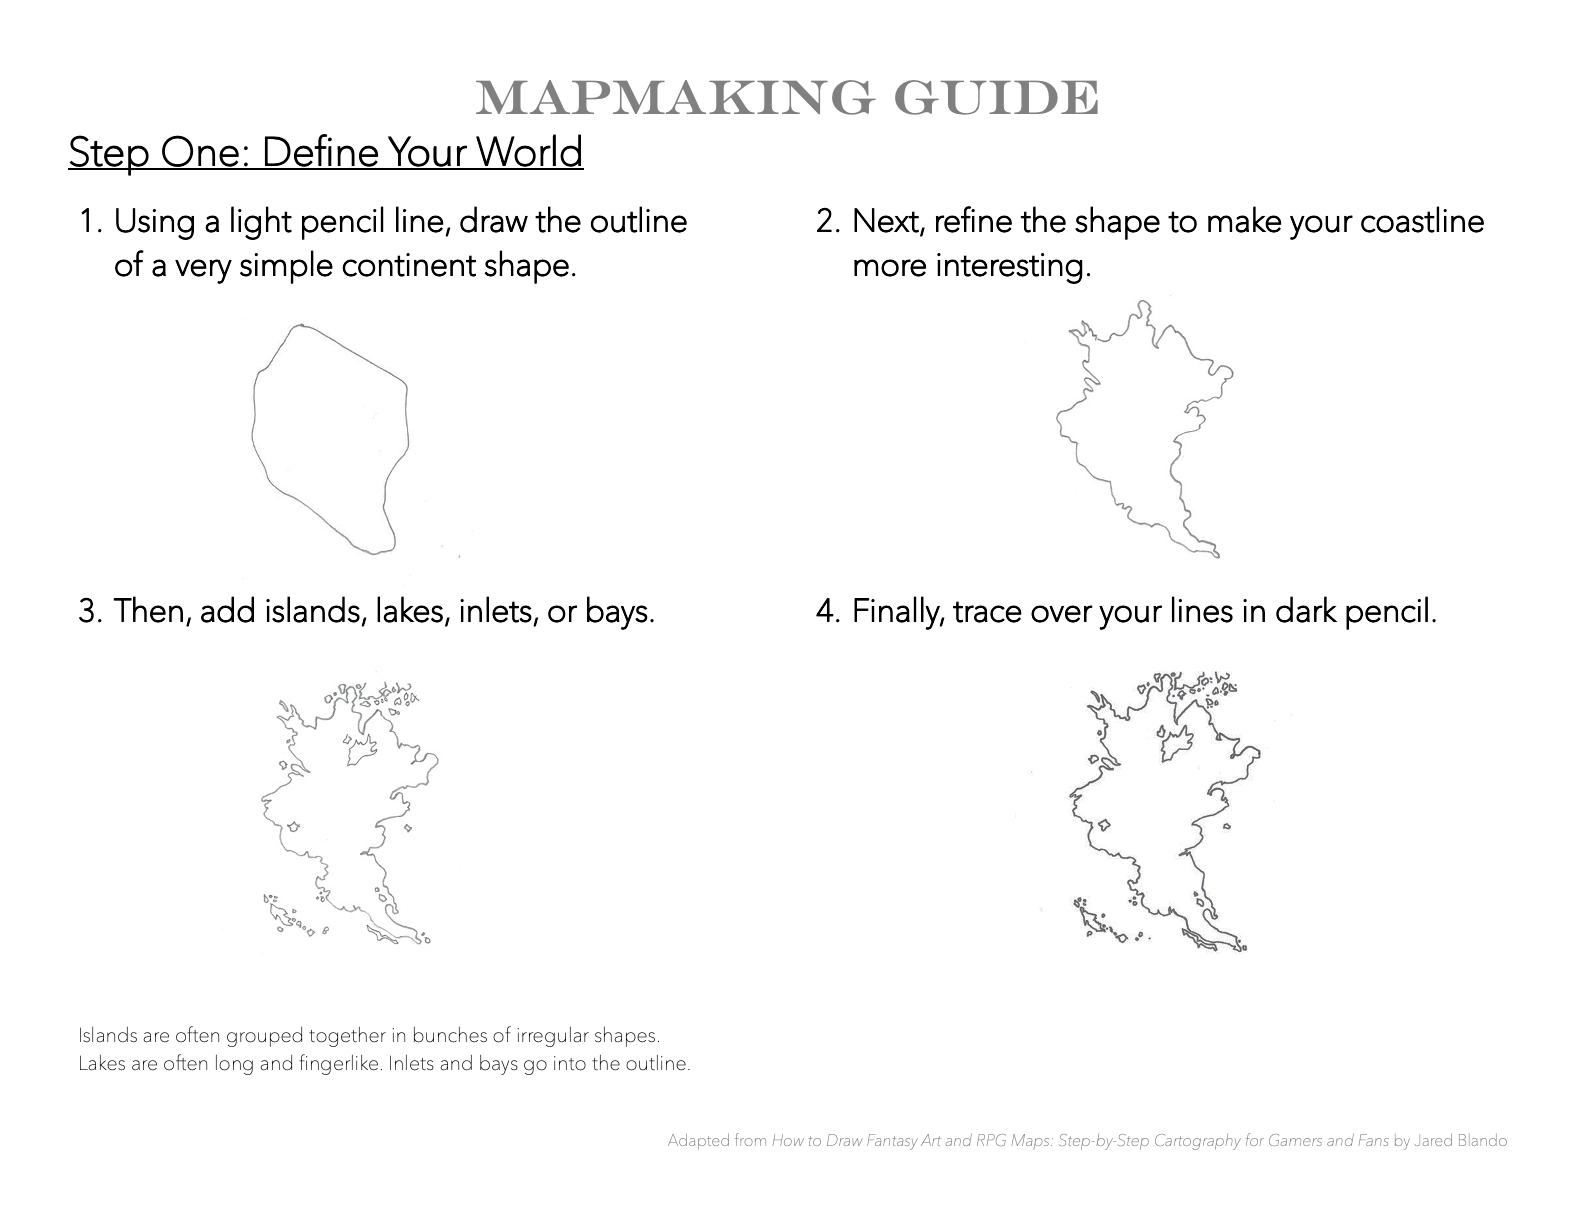 MAPMAKING GUIDE
Step One: Define Your World
1. Using a light pencil line, draw the outline
of a very simple continent shape.
2. Next, refine the shape to make your coastline
more interesting.
3. Then, add islands, lakes, inlets, or bays.
4. Finally, trace over your lines in dark pencil.
Islands are often grouped together in bunches of irregular shapes.
Lakes are often long and fingerlike. Inlets and bays go into the outline.
Adapted from How to Draw Fantasy Art and RPG Maps: Step-by-Step Cartography for Gamers and Fans by Jared Blando